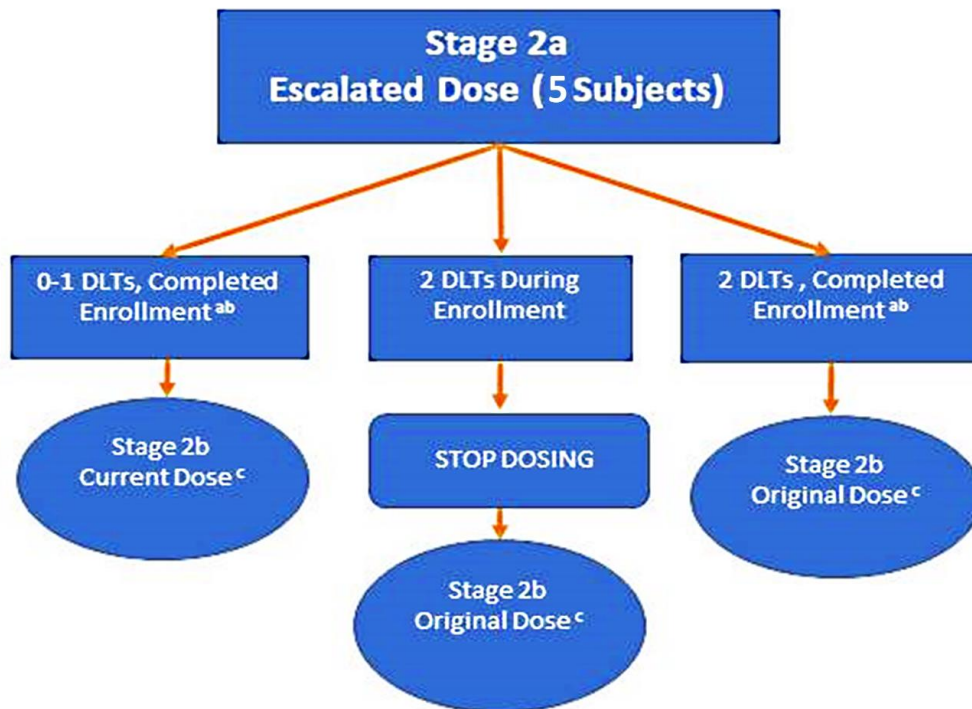 Stage 2a
Escalated Dose (5 Subjects)
0-1 DLTs, Completed
Enrollment ab
2 DLTs During
Enrollment
2 DLTs , Completed
Enrollment ab
Stage 2b
Current Dose c
STOP DOSING
Stage 2b
Original Dose c
Stage 2b
Original Dose c